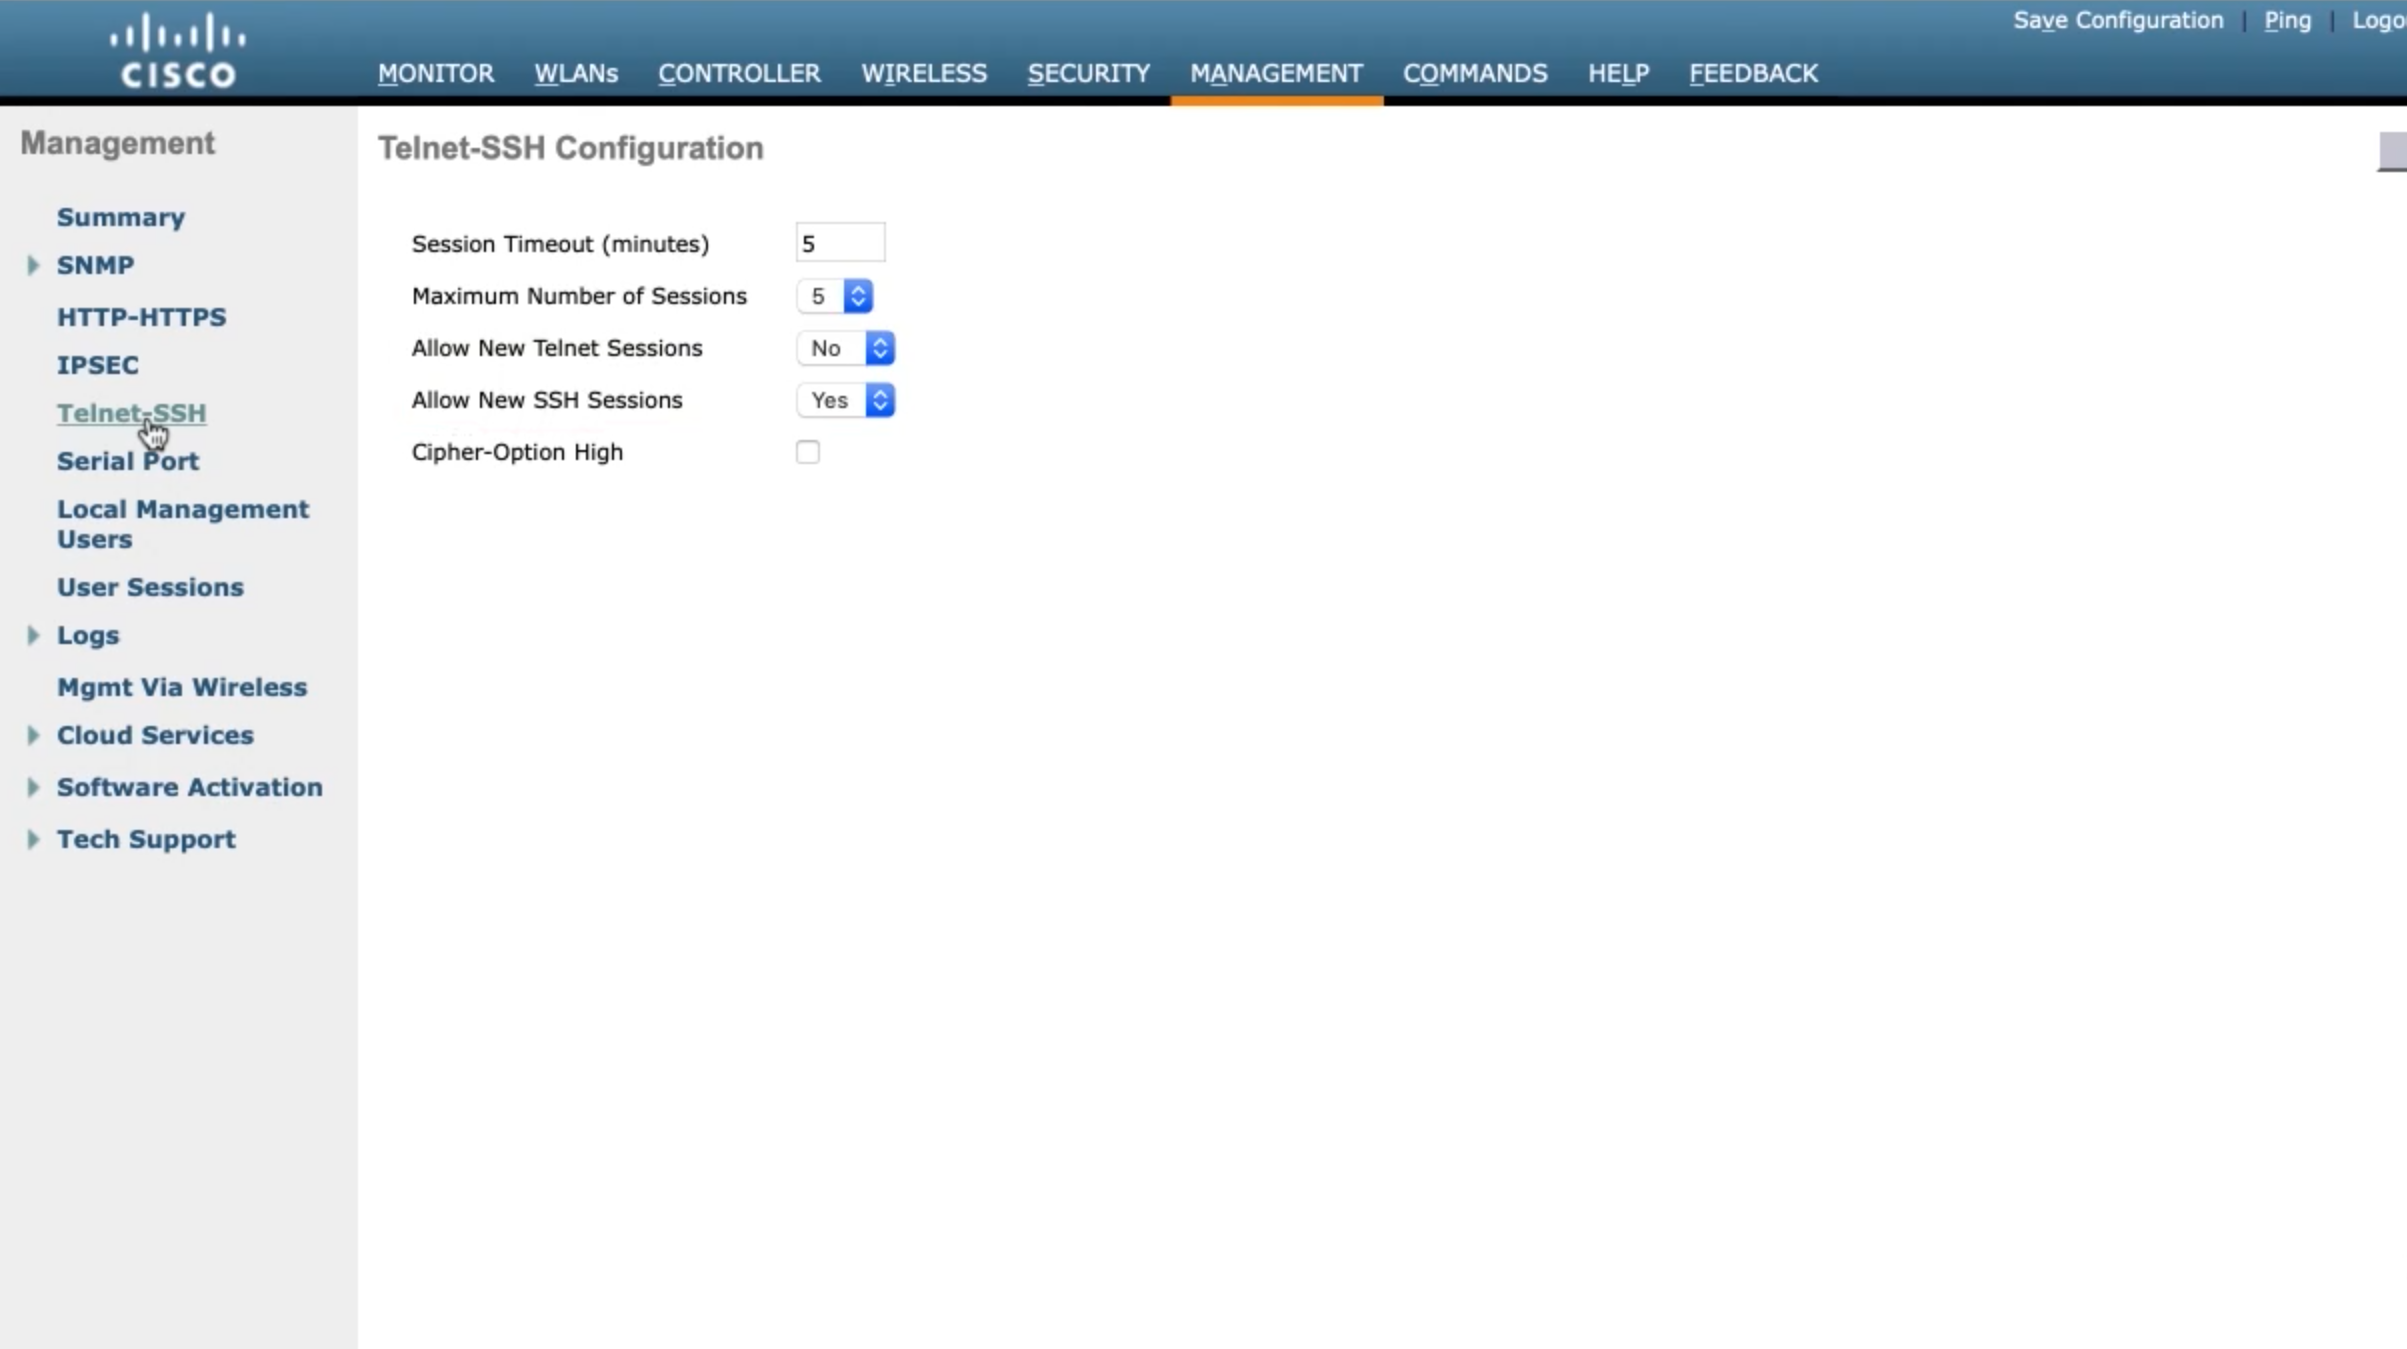 Save Configuration | Ping |
CISCO
MONITOR WLANs CONTROLLER WIRELESS SECURITY MANAGEMENT COMMANDS HELP FEEDBACK
Management
Summary
SNMP
HTTP-HTTPS
IPSEC
Telnet-SSH
Serial Port
Local Management
Users
User Sessions
Logs
Mgmt Via Wireless
Cloud Services
Software Activation
Tech Support
Telnet-SSH Configuration
Session Timeout (minutes) 5
Maximum Number of Sessions 5
Allow New Telnet Sessions No
Allow New SSH Sessions Yes
Cipher-Option High